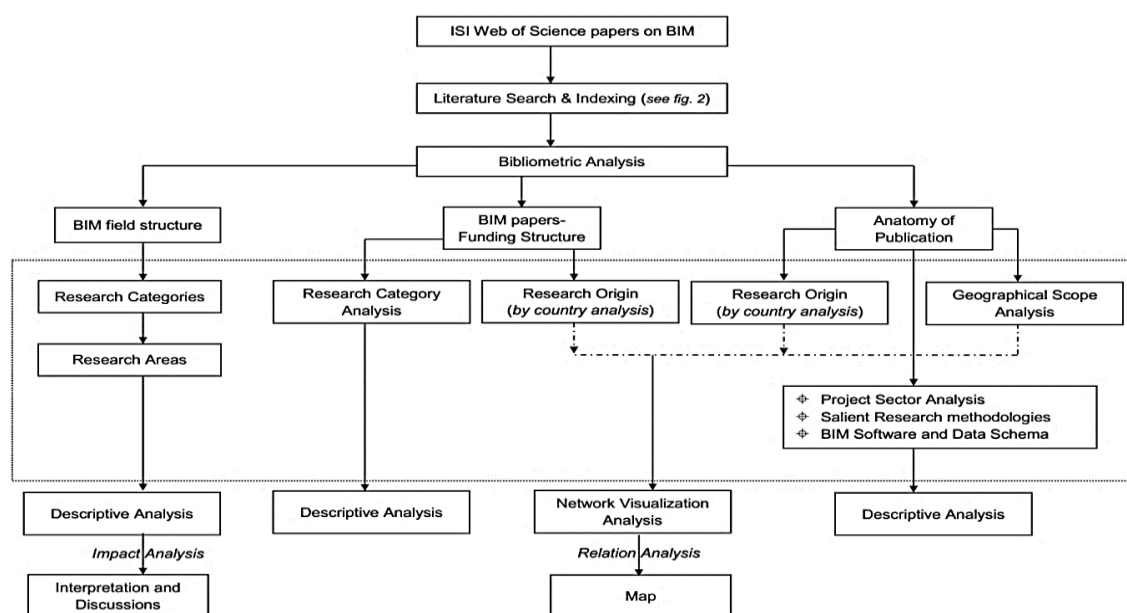 ISI Web of Science papers on BIM
Literature Search & Indexing (see fig. 2)
Bibliometric Analysis
BIM field structure
BIM papers-
Funding Structure
Anatomy of
Publication
Research Categories
Research Category
Analysis
Research Origin
(by country analysis)
Research Origin
(by country analysis)
Geographical Scope
Analysis
Research Areas
Project Sector Analysis
Salient Research methodologies
BIM Software and Data Schema
Descriptive Analysis
Descriptive Analysis
Network Visualization
Analysis
Descriptive Analysis
Impact Analysis
Relation Analysis
Interpretation and
Discussions
Map